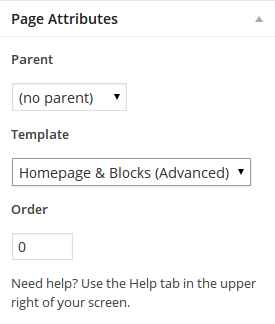 Page Attributes
Parent
(no parent)
Template
Homepage & Blocks (Advanced)
Order
0
Need help? Use the Help tab in the upper
right of your screen.